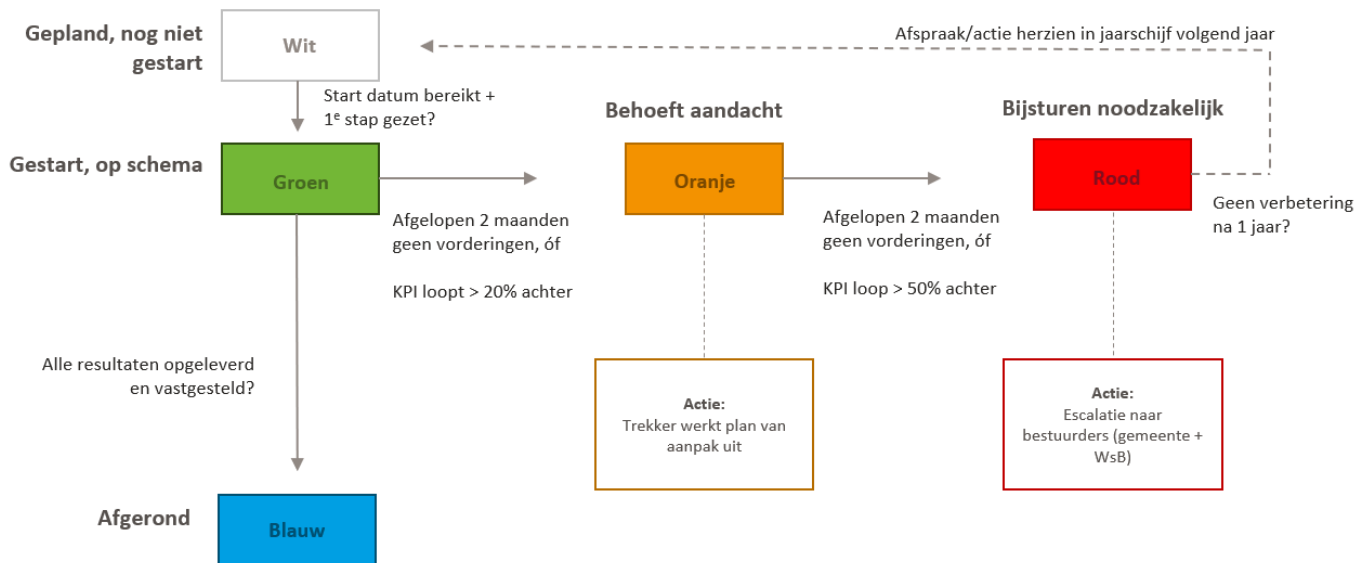 Gepland, nog niet
gestart
Wit
Afspraak/actie herzien in jaarschijf volgend jaar
Start datum bereikt +
1e stap gezet?
Behoeft aandacht
Bijsturen noodzakelijk
Gestart, op schema
Groen
Oranje
Rood
Afgelopen 2 maanden
geen vorderingen, óf
KPI loopt > 20% achter
Afgelopen 2 maanden
geen vorderingen, óf
KPI loop > 50% achter
Geen verbetering
na 1 jaar?
Alle resultaten opgeleverd
en vastgesteld?
Actie:
Trekker werkt plan van
aanpak uit
Actie:
Escalatie naar
bestuurders (gemeente +
WsB)
Afgerond
Blauw